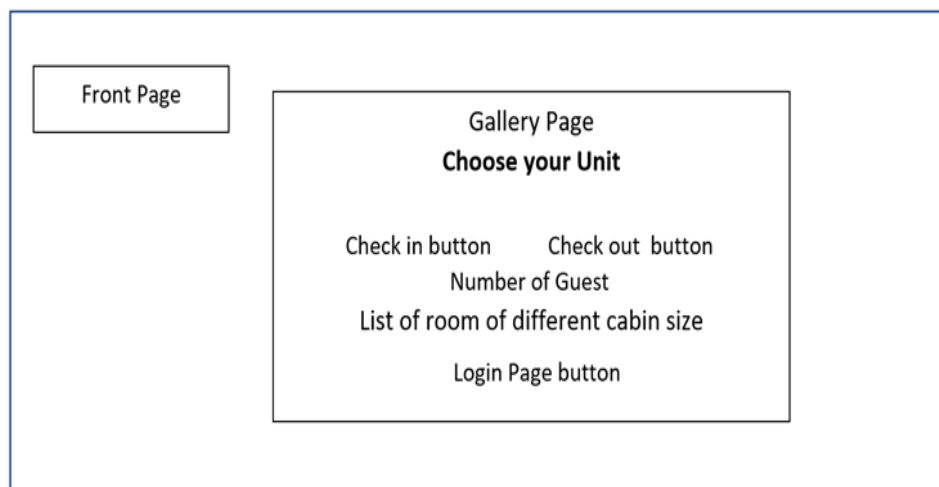 Front Page
Gallery Page
Choose your Unit
Check in button Check out button
Number of Guest
List of room of different cabin size
Login Page button